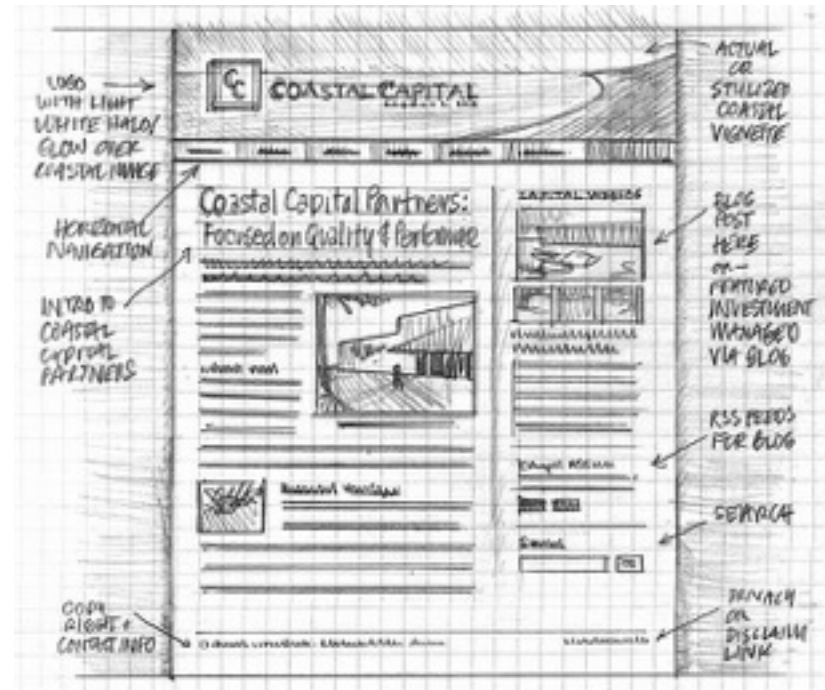 LOGO
WITH LIGHT
WHITE HALO/
GLOW OVER
COASTAL IMAGE
HORIZONTAL
NAVIGATION
INTRO TO
COASTAL
CAPITAL
PARTNERS
COPY
RIGHT +
CONTACT INFO
CC
COASTAL CAPITAL
Coastal Capital Partners:
Focused on Quality & Performance
CAPITAL
SEARCH
GO
ACTUAL
OR
STYLIZED
COASTAL
VIGNETTE
BLOG
POST
HERE
OR
FEATURED
INVESTMENT
MANAGED
VIA BLOG
RSS FEEDS
FOR BLOG
SEARCH
PRIVACY
OR
DISCLAIM
LINK